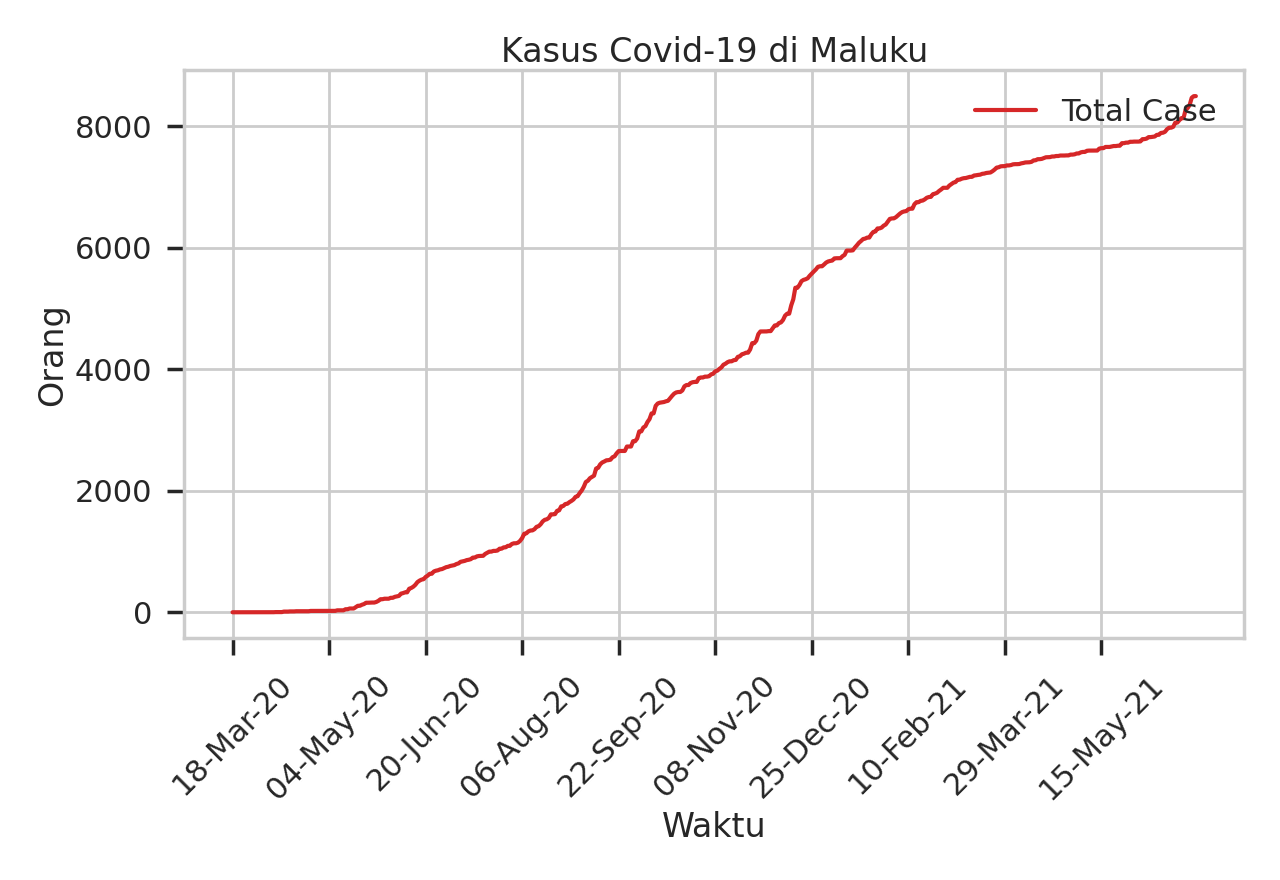 Kasus Covid-19 di Maluku
Total Case
8000
6000
4000
2000
0
Orang
18-Mar-20
04-May-20
20-Jun-20
06-Aug-20
22-Sep-20
08-Nov-20
25-Dec-20
10-Feb-21
29-Mar-21
15-May-21
Waktu